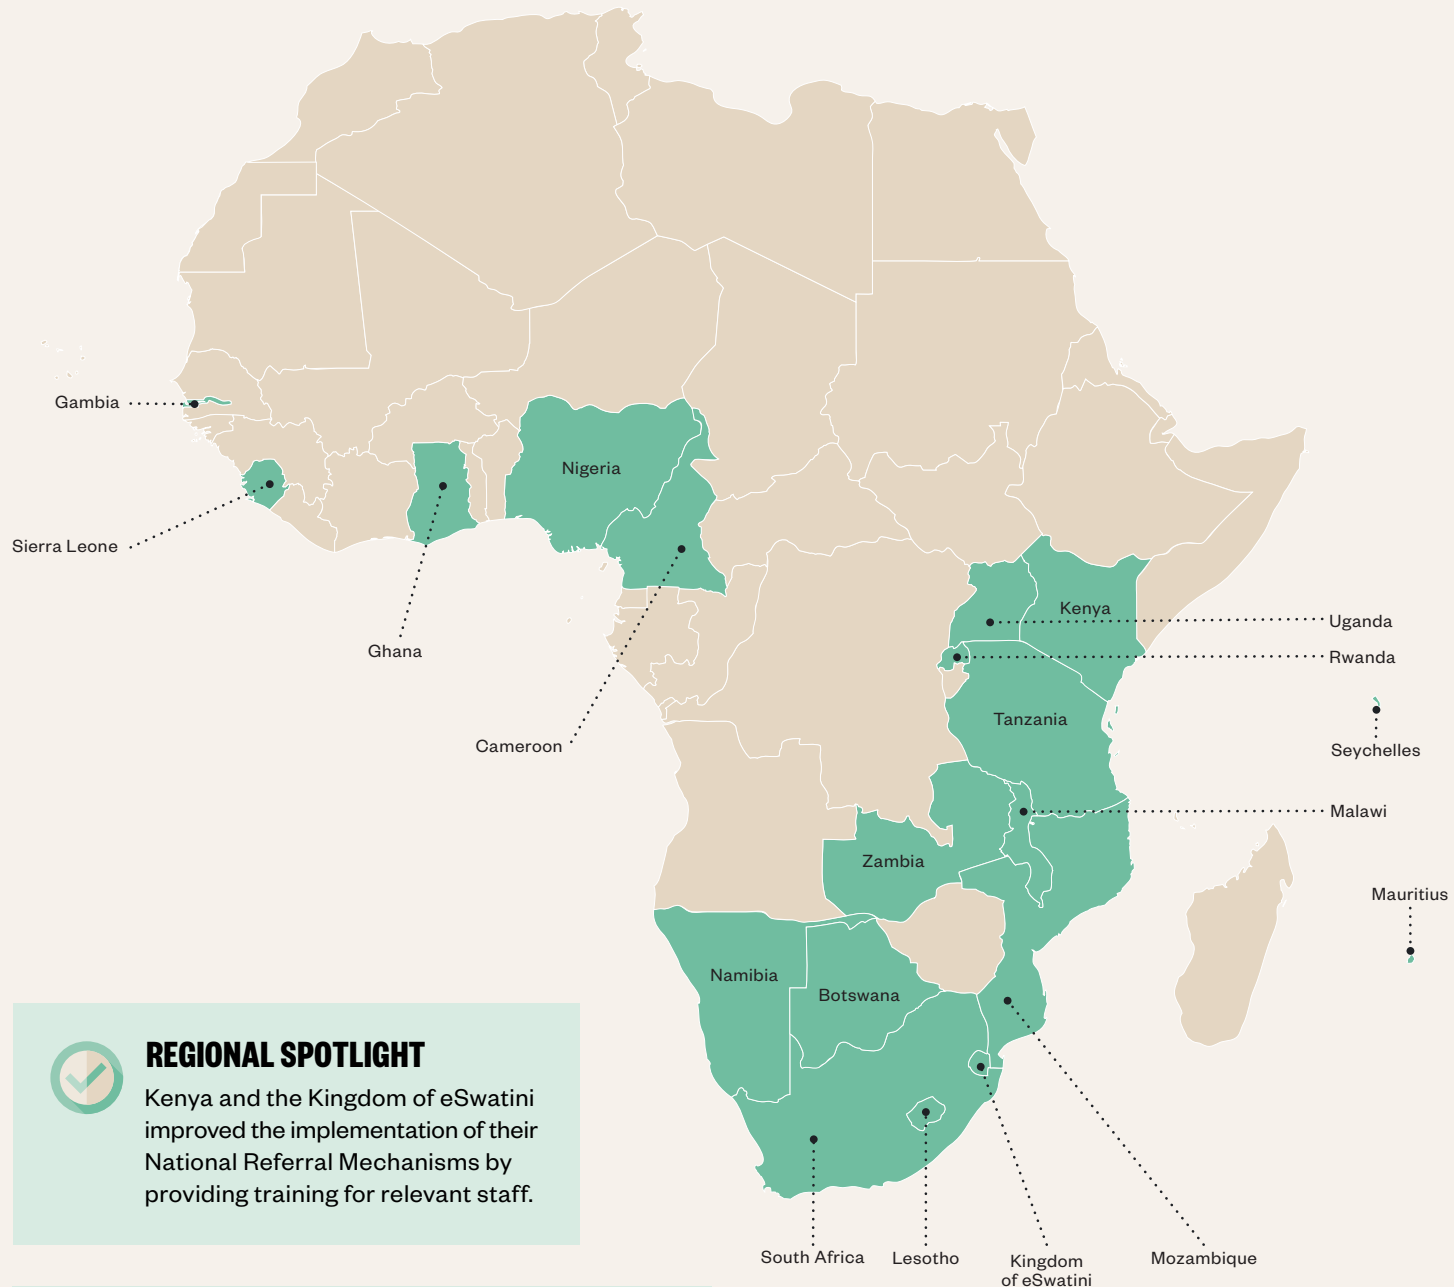 Gambia
Nigeria
Sierra Leone
Kenya
Uganda
Ghana
Rwanda
Tanzania
Cameroon
Seychelles
Malawi
Zambia
Mauritius
Namibia
Botswana
REGIONAL SPOTLIGHT
Kenya and the Kingdom of eSwatini
improved the implementation of their
National Referral Mechanisms by
providing training for relevant staff.
South Africa
Lesotho
Kingdom
of eSwatini
Mozambique